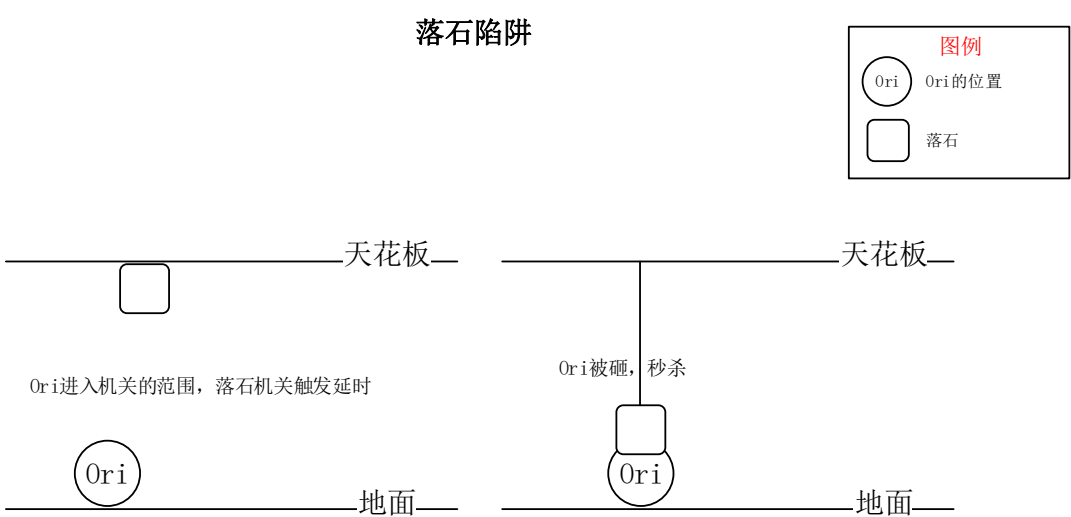 落石陷阱
图例
Ori
Ori的位置
落石
天花板
天花板
Ori进入机关的范围，落石机关触发延时
Ori被砸，秒杀
Ori
Ori
地面
地面